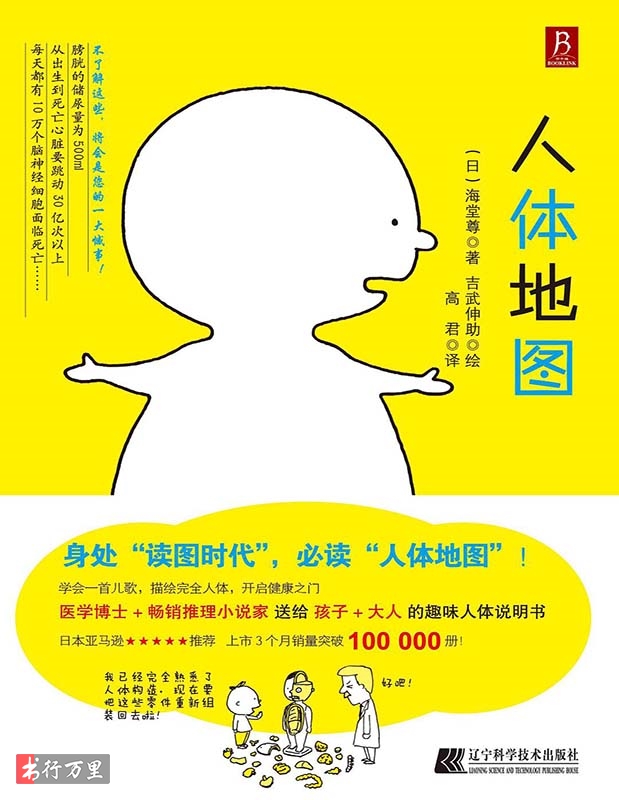 人体地图
（日）海堂尊◎著 吉武伸助◎绘
高君◎译
不了解这些，将会是您的一大憾事！
膀胱的储尿量为500ml
从出生到死亡心脏要跳动30亿次以上
每天都有10万个脑神经细胞面临死亡……
B
BOOKLINK
身处“读图时代”，必读“人体地图”！
学会一首儿歌，描绘完全人体，开启健康之门
医学博士+畅销推理小说家 送给 孩子+大人 的趣味人体说明书
日本亚马逊★★★★★推荐 上市3个月销量突破 100 000册！
我已经完全熟悉了
人体构造，现在要
把这些零件重新组
装回去啦！
好吧！
书行万里
辽宁科学技术出版社
LIAONING SCIENCE AND TECHNOLOGY PUBLISHING HOUSE